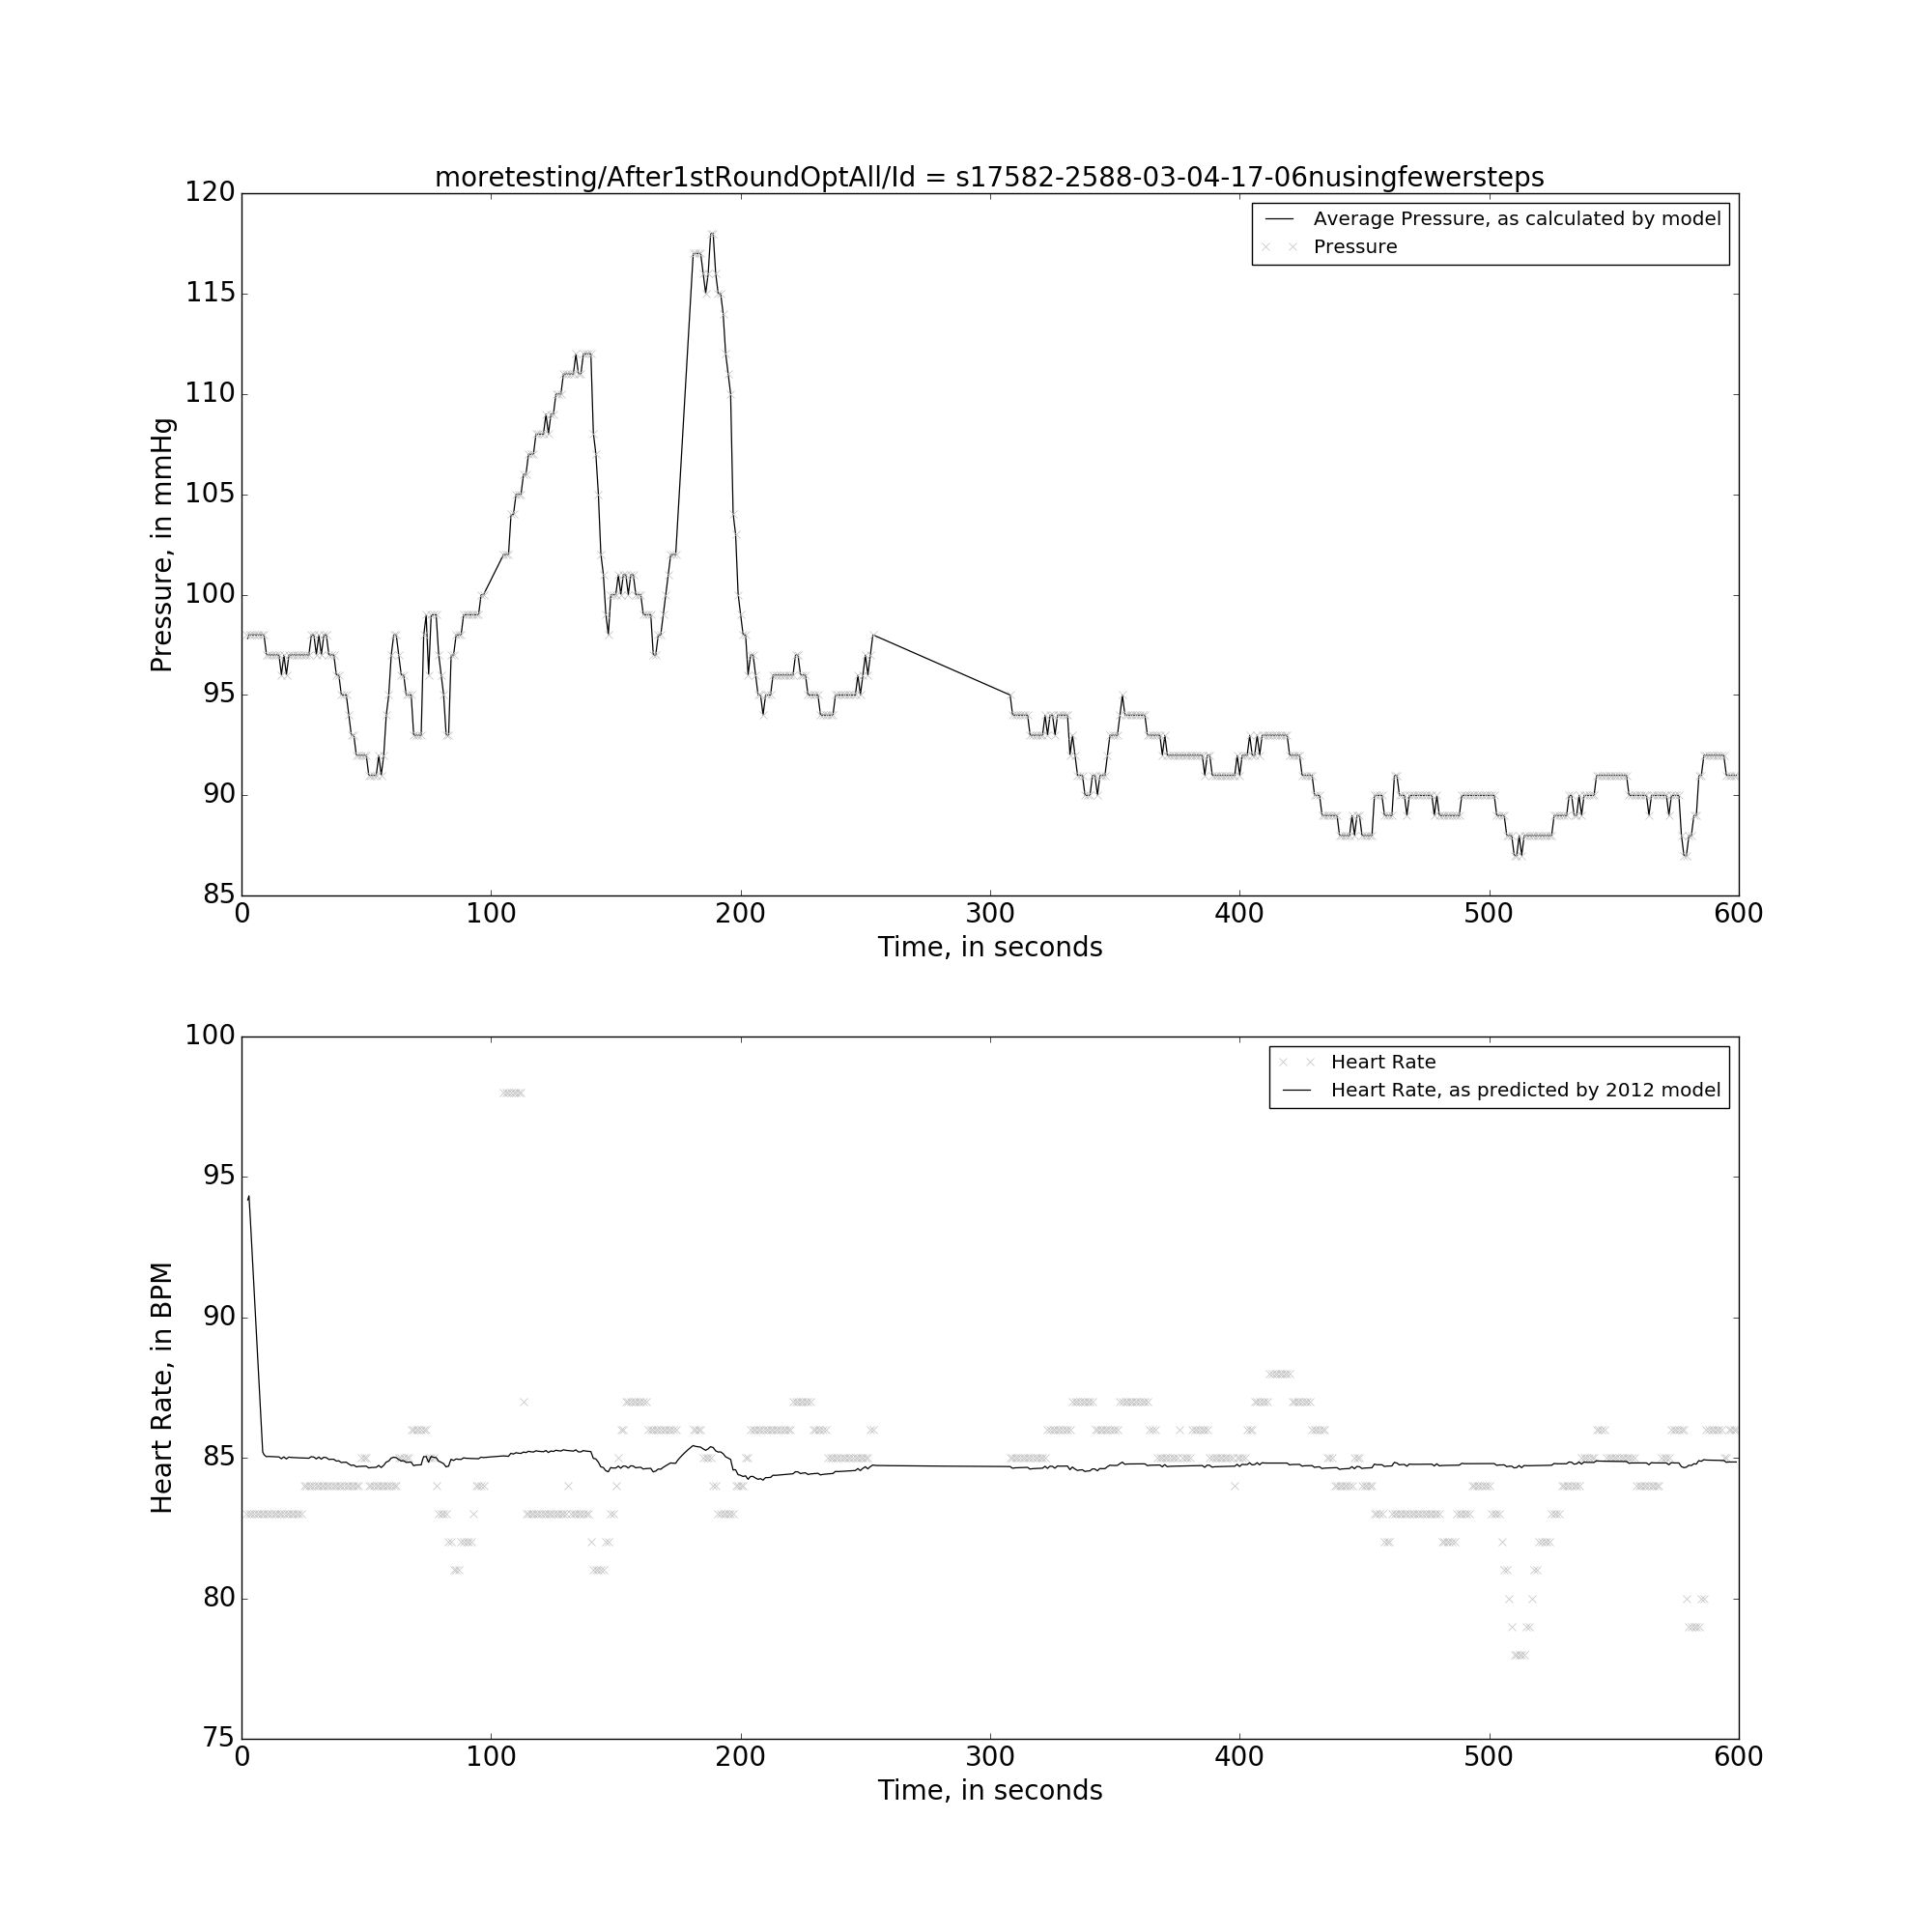 moretesting/After1stRoundOptAll/Id = s17582-2588-03-04-17-06nusingfewersteps
120
115
110
105
100
95
90
85
Pressure, in mmHg
Average Pressure, as calculated by model
Pressure
0 100 200 300 400 500 600
Time, in seconds
100
95
90
85
80
75
Heart Rate, in BPM
Heart Rate
Heart Rate, as predicted by 2012 model
0 100 200 300 400 500 600
Time, in seconds